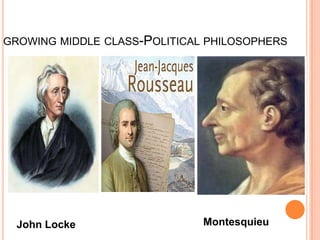 GROWING MIDDLE CLASS-POLITICAL PHILOSOPHERS
Jean-Jacques
ROUSSEAU
John Locke
Montesquieu